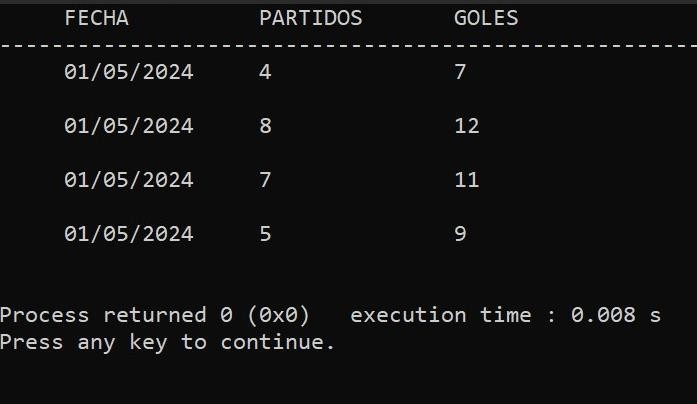 FECHA PARTIDOS GOLES
------------------------------------------------------
01/05/2024 4 7
01/05/2024 8 12
01/05/2024 7 11
01/05/2024 5 9
Process returned 0 (0x0) execution time : 0.008 s
Press any key to continue.